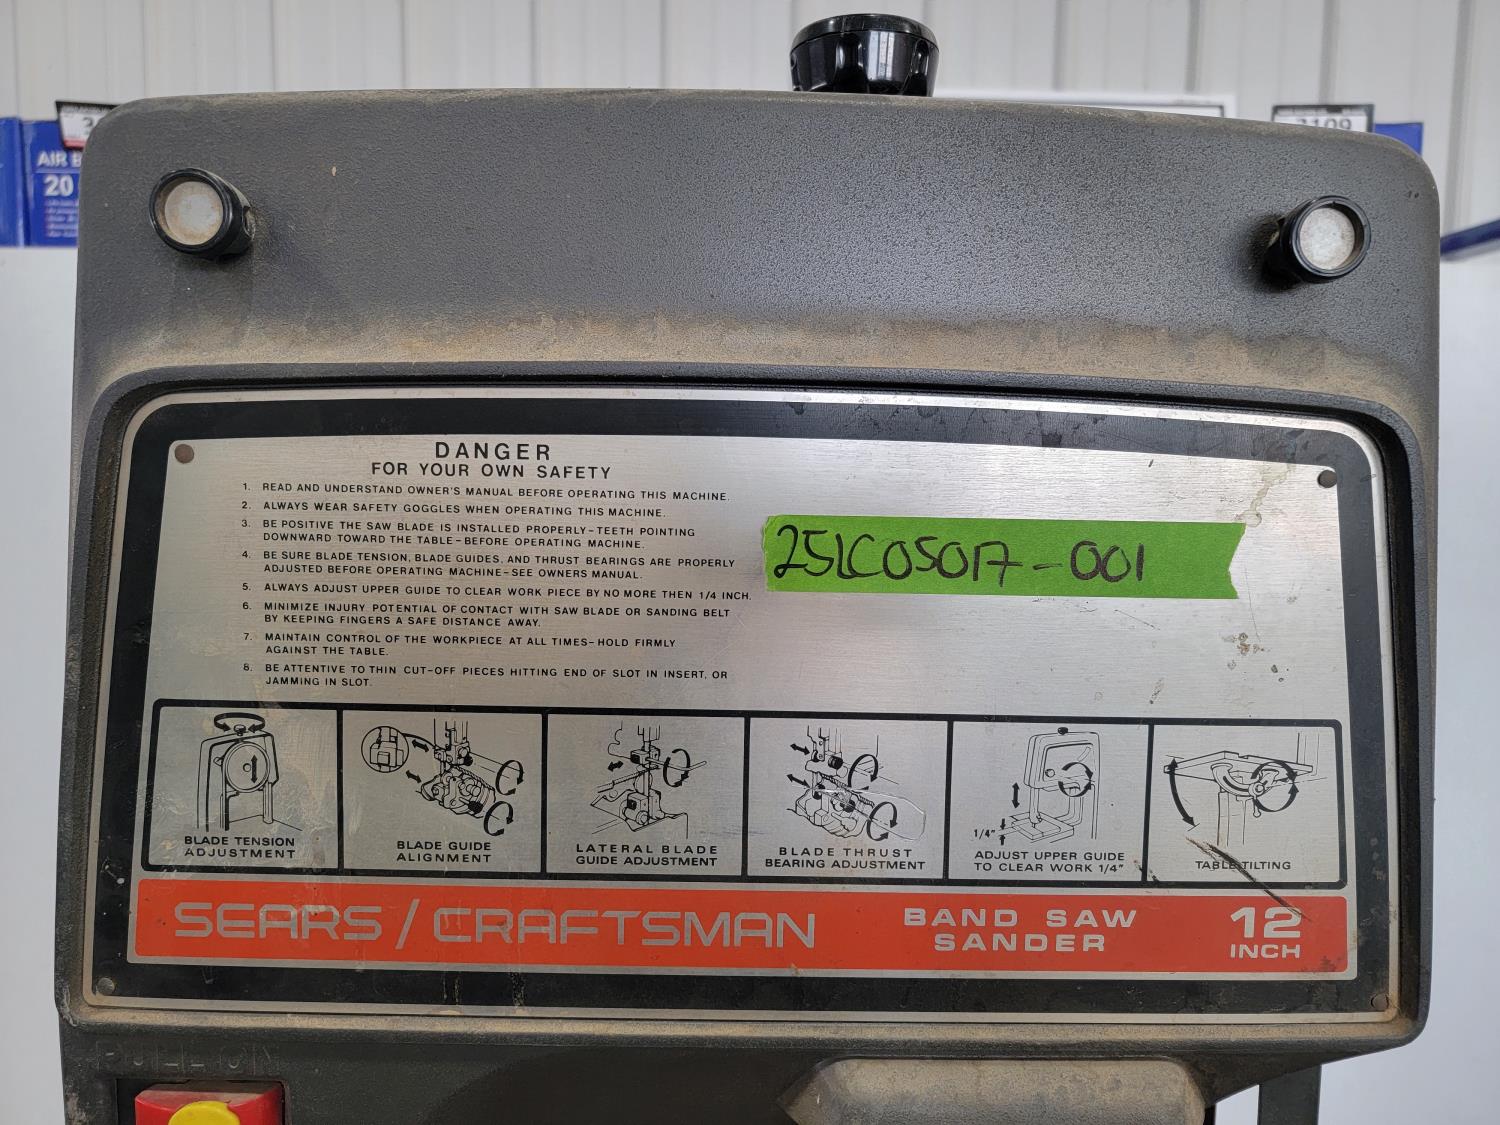 AIR B
20
3109
DANGER
FOR YOUR OWN SAFETY
1. READ AND UNDERSTAND OWNER'S MANUAL BEFORE OPERATING THIS MACHINE.
2. ALWAYS WEAR SAFETY GOGGLES WHEN OPERATING THIS MACHINE.
3. BE POSITIVE THE SAW BLADE IS INSTALLED PROPERLY-TEETH POINTING
DOWNWARD TOWARD THE TABLE-BEFORE OPERATING MACHINE.
4. BE SURE BLADE TENSION, BLADE GUIDES, AND THRUST BEARINGS ARE PROPERLY
ADJUSTED BEFORE OPERATING MACHINE-SEE OWNERS MANUAL.
5. ALWAYS ADJUST UPPER GUIDE TO CLEAR WORK PIECE BY NO MORE THEN 1/4 INCH.
6. MINIMIZE INJURY POTENTIAL OF CONTACT WITH SAW BLADE OR SANDING BELT
BY KEEPING FINGERS A SAFE DISTANCE AWAY.
7. MAINTAIN CONTROL OF THE WORKPIECE AT ALL TIMES-HOLD FIRMLY
AGAINST THE TABLE.
8. BE ATTENTIVE TO THIN CUT-OFF PIECES HITTING END OF SLOT IN INSERT, OR
JAMMING IN SLOT.
25LC05017-001
BLADE TENSION
ADJUSTMENT
BLADE GUIDE
ALIGNMENT
LATERAL BLADE
GUIDE ADJUSTMENT
BLADE THRUST
BEARING ADJUSTMENT
1/4"
ADJUST UPPER GUIDE
TO CLEAR WORK 1/4"
TABLE TILTING
SEARS/CRAFTSMAN
BAND SAW
SANDER
12
INCH
PULL ON